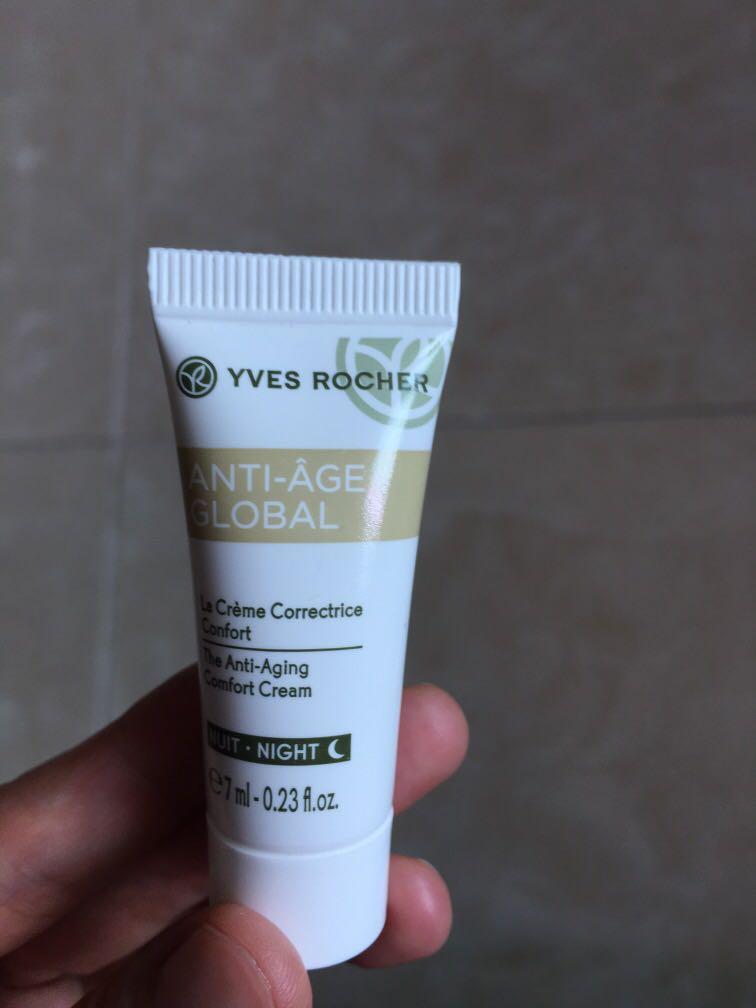 YVES ROCHER
ANTI-ÂGE
GLOBAL
La Crème Correctrice
Confort
The Anti-Aging
Comfort Cream
NUIT • NIGHT
℮7 ml - 0.23 fl.oz.